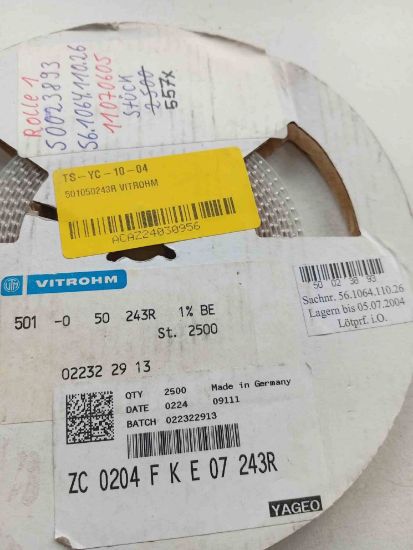 Rolle 1
50023893
56.1064.110.26
11070605
Stück
2500
557x
TS-YC-10-04
501050243R VITROHM
ACAZ24030956
VITROHM
50 02 38 93
Sachnr. 56.1064.110.26
Lagern bis 05.07.2004
Lötprf. i.O.
501 -0 50 243R 1% BE
St. 2500
02232 29 13
QTY 2500 Made in Germany
DATE 0224 09111
BATCH 022322913
ZC 0204 F K E 07 243R
YAGEO